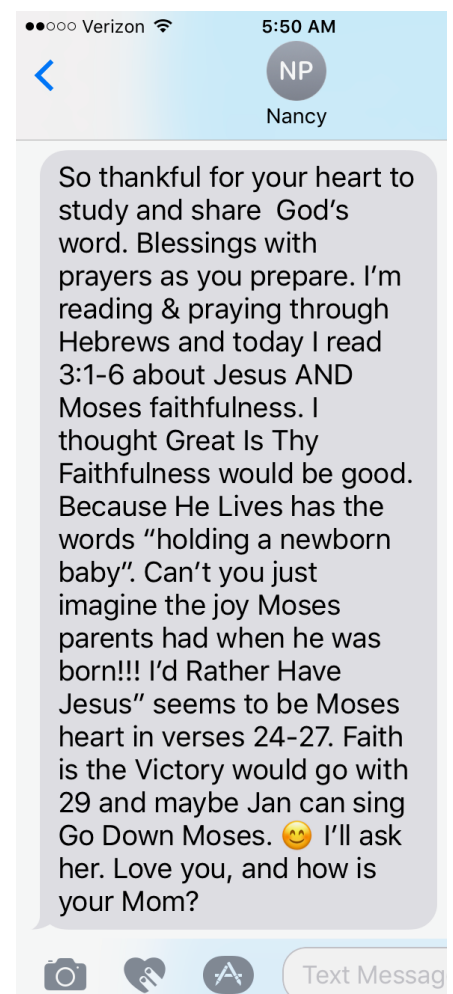 ●●○○○ Verizon 5:50 AM
NP
Nancy
So thankful for your heart to
study and share  God's
word. Blessings with
prayers as you prepare. I'm
reading & praying through
Hebrews and today I read
3:1-6 about Jesus AND
Moses faithfulness. I
thought Great Is Thy
Faithfulness would be good.
Because He Lives has the
words “holding a newborn
baby”. Can't you just
imagine the joy Moses
parents had when he was
born!!! I'd Rather Have
Jesus” seems to be Moses
heart in verses 24-27. Faith
is the Victory would go with
29 and maybe Jan can sing
Go Down Moses. 😊 I'll ask
her. Love you, and how is
your Mom?
Text Messag